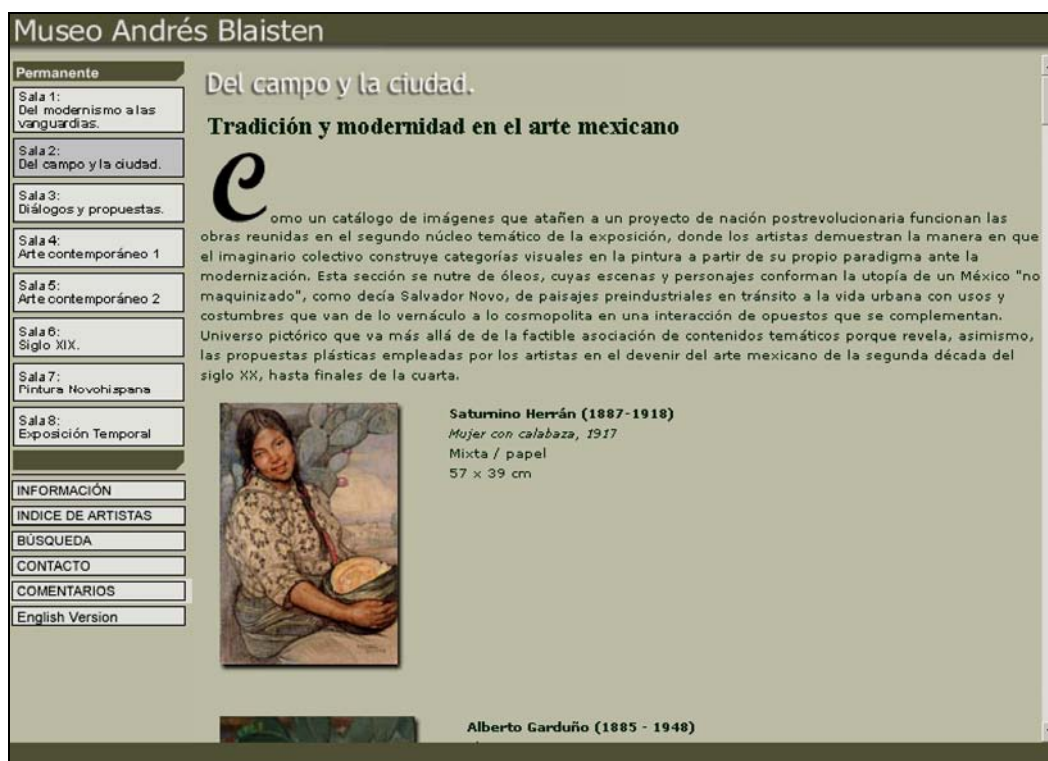 Museo Andrés Blaisten
Permanente
Sala 1:
Del modernismo a las
vanguardias.
Sala 2:
Del campo y la ciudad.
Sala 3:
Diálogos y propuestas.
Sala 4:
Arte contemporáneo 1
Sala 5:
Arte contemporáneo 2
Sala 6:
Siglo XIX.
Sala 7:
Pintura Novohispana
Sala 8:
Exposición Temporal
INFORMACIÓN
INDICE DE ARTISTAS
BÚSQUEDA
CONTACTO
COMENTARIOS
English Version
Del campo y la ciudad.
Tradición y modernidad en el arte mexicano
Como un catálogo de imágenes que atañen a un proyecto de nación postrevolucionaria funcionan las
obras reunidas en el segundo núcleo temático de la exposición, donde los artistas demuestran la manera en que
el imaginario colectivo construye categorías visuales en la pintura a partir de su propio paradigma ante la
modernización. Esta sección se nutre de óleos, cuyas escenas y personajes conforman la utopía de un México "no
maquinizado", como decía Salvador Novo, de paisajes preindustriales en tránsito a la vida urbana con usos y
costumbres que van de lo vernáculo a lo cosmopolita en una interacción de opuestos que se complementan.
Universo pictórico que va más allá de de la factible asociación de contenidos temáticos porque revela, asimismo,
las propuestas plásticas empleadas por los artistas en el devenir del arte mexicano de la segunda década del
siglo XX, hasta finales de la cuarta.
Saturnino Herrán (1887-1918)
Mujer con calabaza, 1917
Mixta / papel
57 x 39 cm
Alberto Garduño (1885 - 1948)